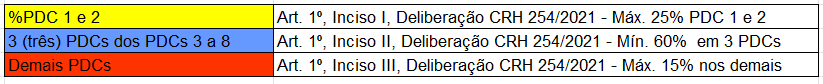 %PDC 1 e 2 Art. 1º, Inciso I, Deliberação CRH 254/2021 - Máx. 25% PDC 1 e 2
3 (três) PDCs dos PDCs 3 a 8 Art. 1º, Inciso II, Deliberação CRH 254/2021 - Mín. 60% em 3 PDCs
Demais PDCs Art. 1º, Inciso III, Deliberação CRH 254/2021 - Máx. 15% nos demais